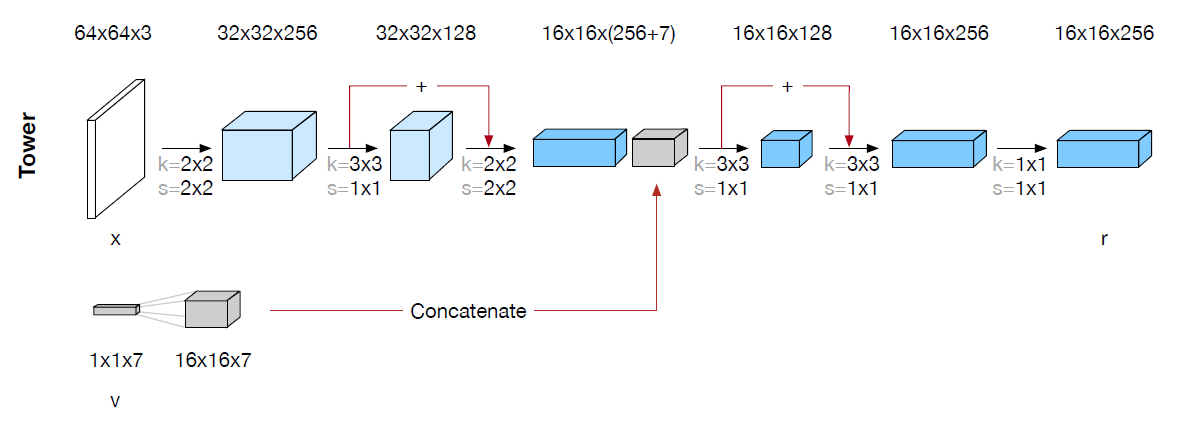 64x64x3 32x32x256 32x32x128 16x16x(256+7) 16x16x128 16x16x256 16x16x256
Tower
+ +
k=2x2 k=3x3 k=2x2 k=3x3 k=3x3 k=1x1
s=2x2 s=1x1 s=2x2 s=1x1 s=1x1 s=1x1
x r
Concatenate
1x1x7 16x16x7
v